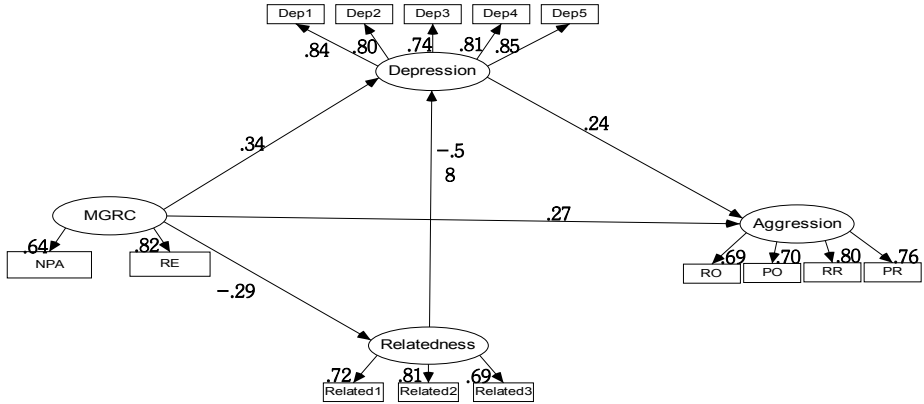 Dep1 Dep2 Dep3 Dep4 Dep5
.84 .80 .74 .81 .85
Depression
.34
.24
-.5
8
MGRC
.27
Aggression
.64 .82
NPA RE
.69 .70 .80 .76
RO PO RR PR
-.29
Relatedness
.72 .81 .69
Related1 Related2 Related3